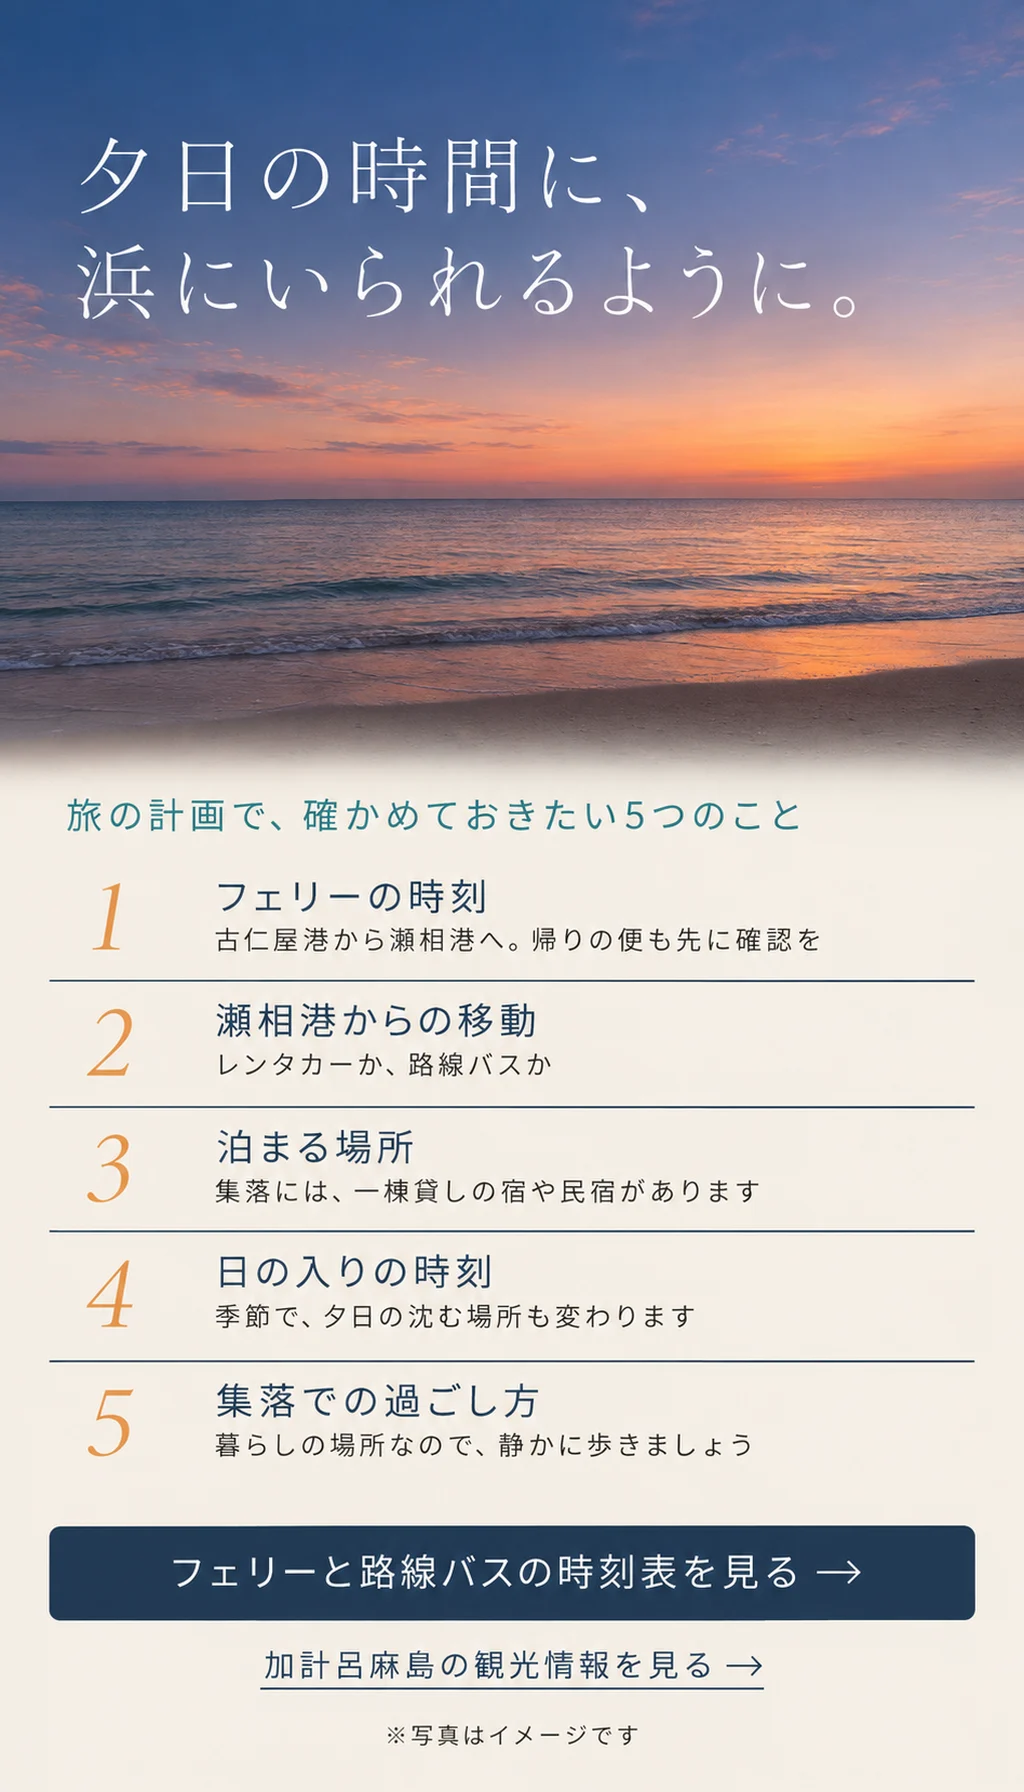 夕日の時間に、
浜にいられるように。
旅の計画で、確かめておきたい5つのこと
1
フェリーの時刻
古仁屋港から瀬相港へ。帰りの便も先に確認を
2
瀬相港からの移動
レンタカーか、路線バスか
3
泊まる場所
集落には、一棟貸しの宿や民宿があります
4
日の入りの時刻
季節で、夕日の沈む場所も変わります
5
集落での過ごし方
暮らしの場所なので、静かに歩きましょう
フェリーと路線バスの時刻表を見る →
加計呂麻島の観光情報を見る →
※写真はイメージです